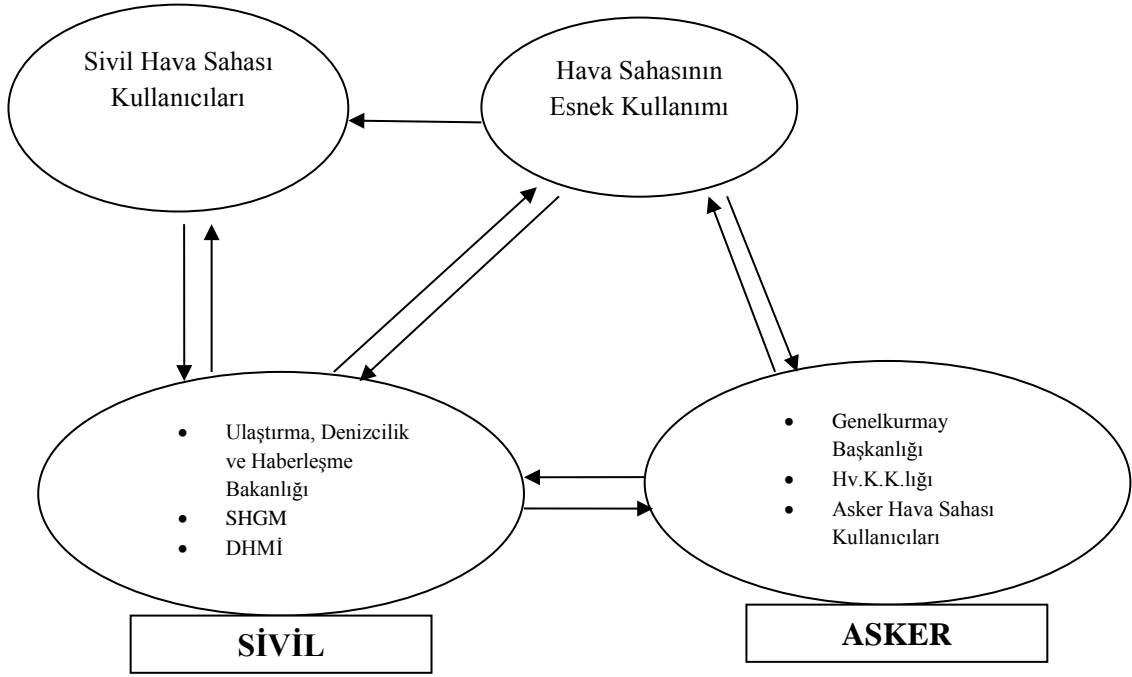 Sivil Hava Sahası
Kullanıcıları
Hava Sahasının
Esnek Kullanımı
• Ulaştırma, Denizcilik
ve Haberleşme
Bakanlığı
• SHGM
• DHMİ
• Genelkurmay
Başkanlığı
• Hv.K.K.lığı
• Asker Hava Sahası
Kullanıcıları
SİVİL
ASKER